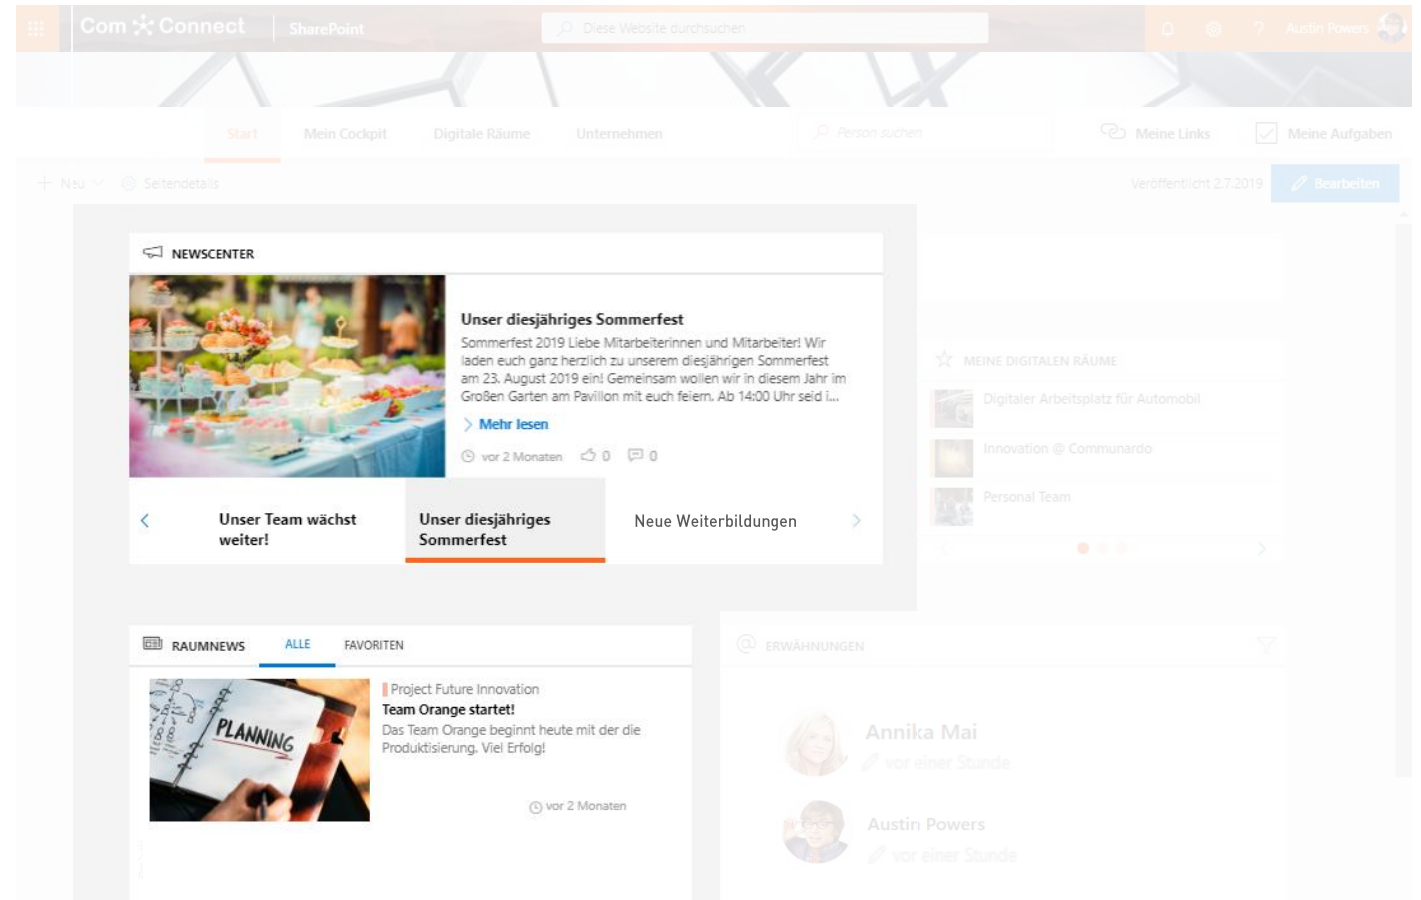 Com Connect SharePoint Diese Website durchsuchen ? Austin Powers
Start Mein Cockpit Digitale Räume Unternehmen Person suchen Meine Links Meine Aufgaben
+ Neu Seitendetails Veröffentlicht 2.7.2019 Bearbeiten
NEWSCENTER
Unser diesjähriges Sommerfest
Sommerfest 2019 Liebe Mitarbeiterinnen und Mitarbeiter! Wir
laden euch ganz herzlich zu unserem diesjährigen Sommerfest
am 23. August 2019 ein! Gemeinsam wollen wir in diesem Jahr im
Großen Garten am Pavillon mit euch feiern. Ab 14:00 Uhr seid i...
Mehr lesen
vor 2 Monaten 0 0
Unser Team wächst
weiter!
Unser diesjähriges
Sommerfest
Neue Weiterbildungen
MEINE DIGITALEN RÄUME
Digitaler Arbeitsplatz für Automobil
Innovation @ Communardo
Personal Team
RAUMNEWS ALLE FAVORITEN
PLANNING
Project Future Innovation
Team Orange startet!
Das Team Orange beginnt heute mit der die
Produktisierung. Viel Erfolg!
vor 2 Monaten
@ ERWÄHNUNGEN
Annika Mai
vor einer Stunde
Austin Powers
vor einer Stunde